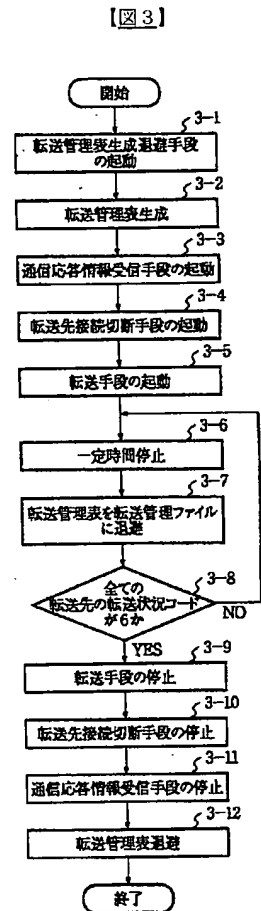 【図3】
開始
3-1
転送管理表生成退避手段
の起動
3-2
転送管理表生成
3-3
通信応答情報受信手段の起動
3-4
転送先接続切断手段の起動
3-5
転送手段の起動
3-6
一定時間停止
3-7
転送管理表を転送管理ファイル
に退避
3-8
全ての
転送先の転送状況コード
が6か
NO
YES
3-9
転送手段の停止
3-10
転送先接続切断手段の停止
3-11
通信応答情報受信手段の停止
3-12
転送管理表退避
終了